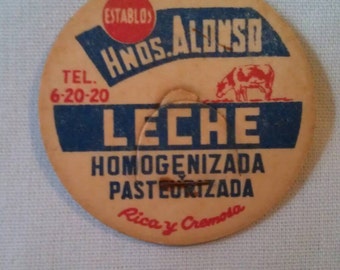 ESTABLOS
HNOS. ALONSO
TEL.
6-20-20
LECHE
HOMOGENIZADA
Y
PASTEURIZADA
Rica y Cremosa